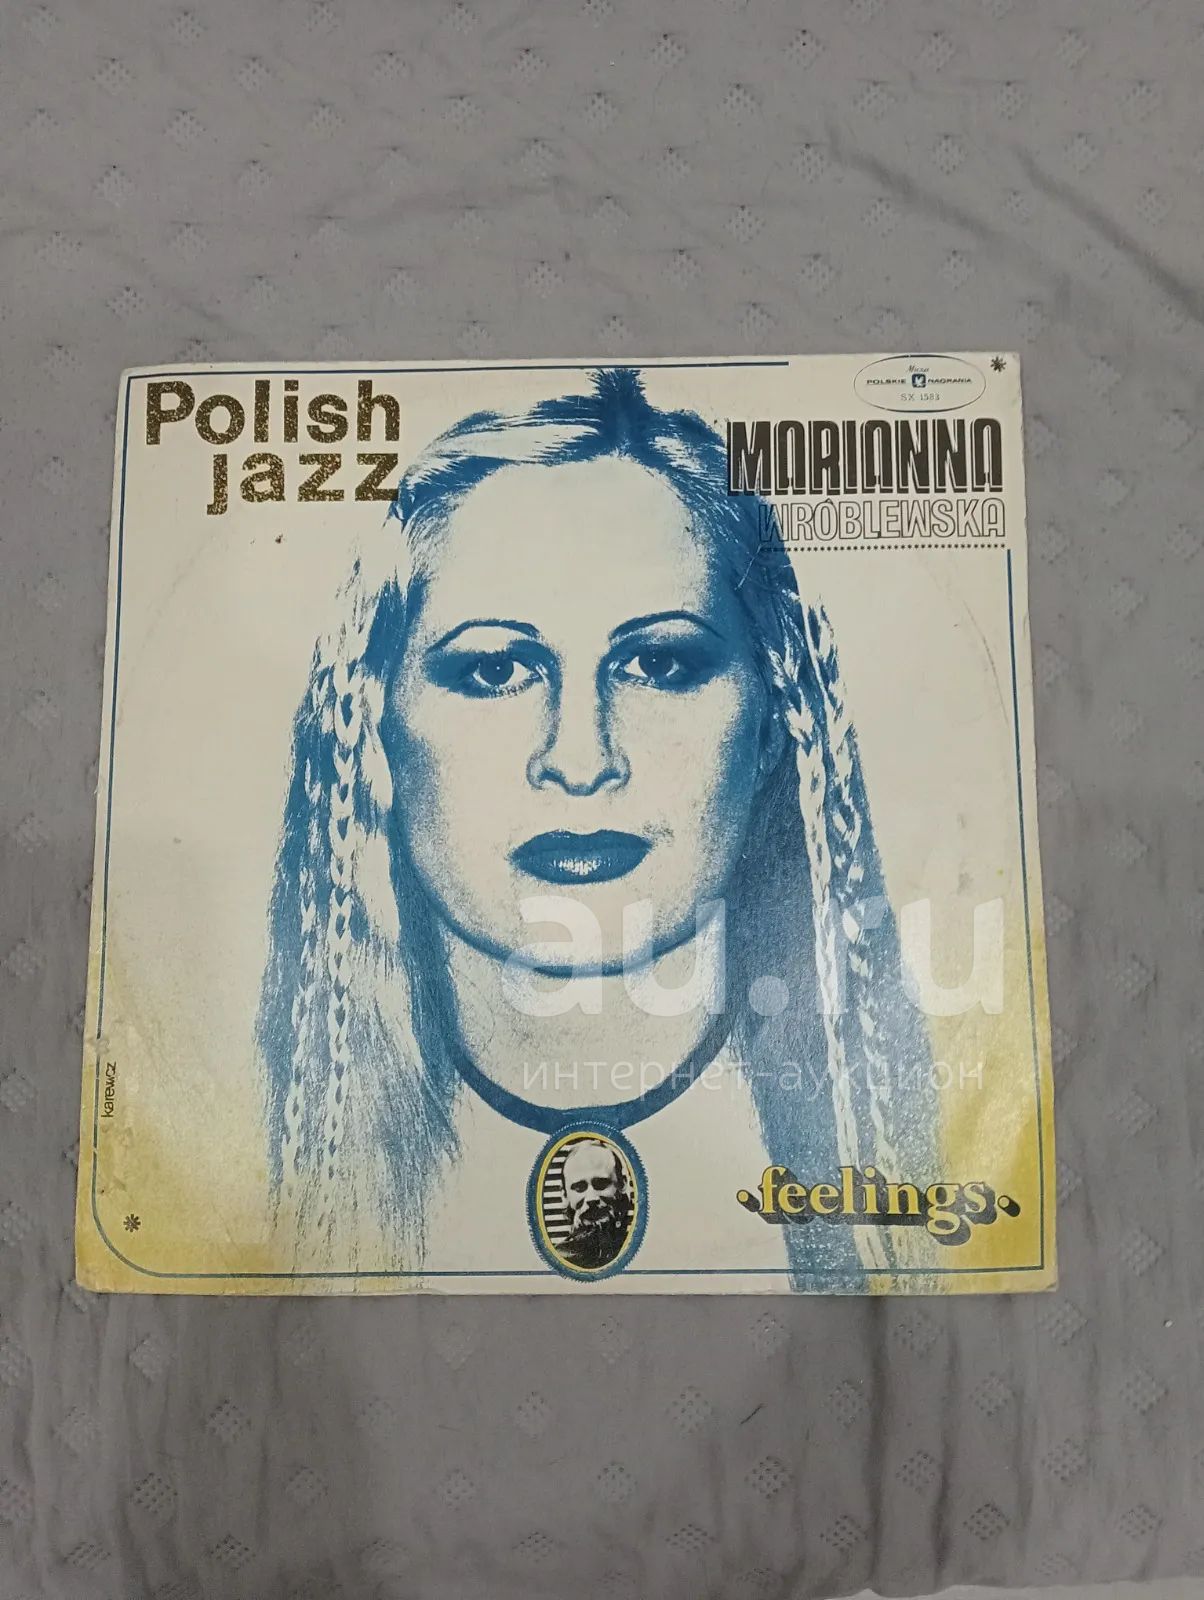 Polish
jazz
Muza
POLSKIE NAGRANIA
SX 1583
MARIANNA
WRÓBLEWSKA
au.ru
интернет-аукцион
karewicz
feelings